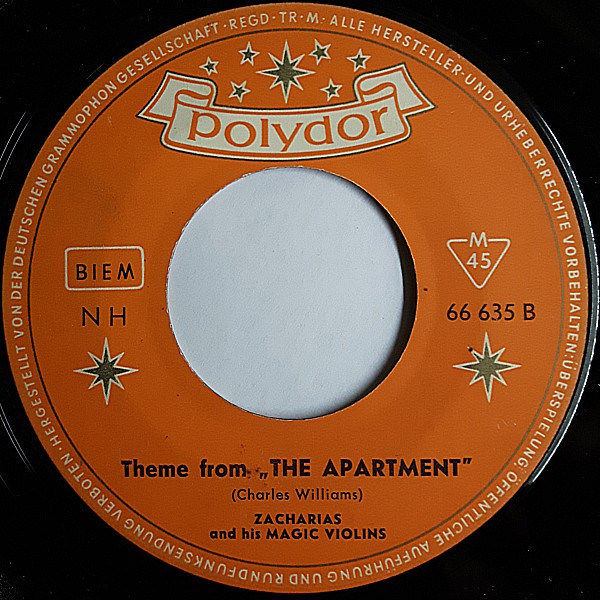 HERGESTELLT VON DER DEUTSCHEN GRAMMOPHON GESELLSCHAFT · REGD · TR · M · ALLE HERSTELLER- UND URHEBERRECHTE VORBEHALTEN: ÜBERSPIELUNG, ÖFFENTLICHE AUFFÜHRUNG UND RUNDFUNKSENDUNG VERBOTEN
Polydor
BIEM
NH
M
45
66 635 B
Theme from „THE APARTMENT"
(Charles Williams)
ZACHARIAS
and his MAGIC VIOLINS